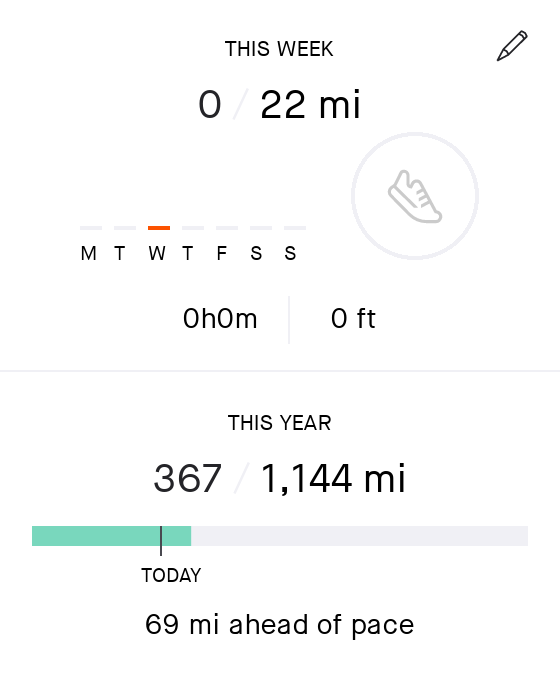 THIS WEEK
0 / 22 mi
M T W T F S S
0h0m 0 ft
THIS YEAR
367 / 1,144 mi
TODAY
69 mi ahead of pace